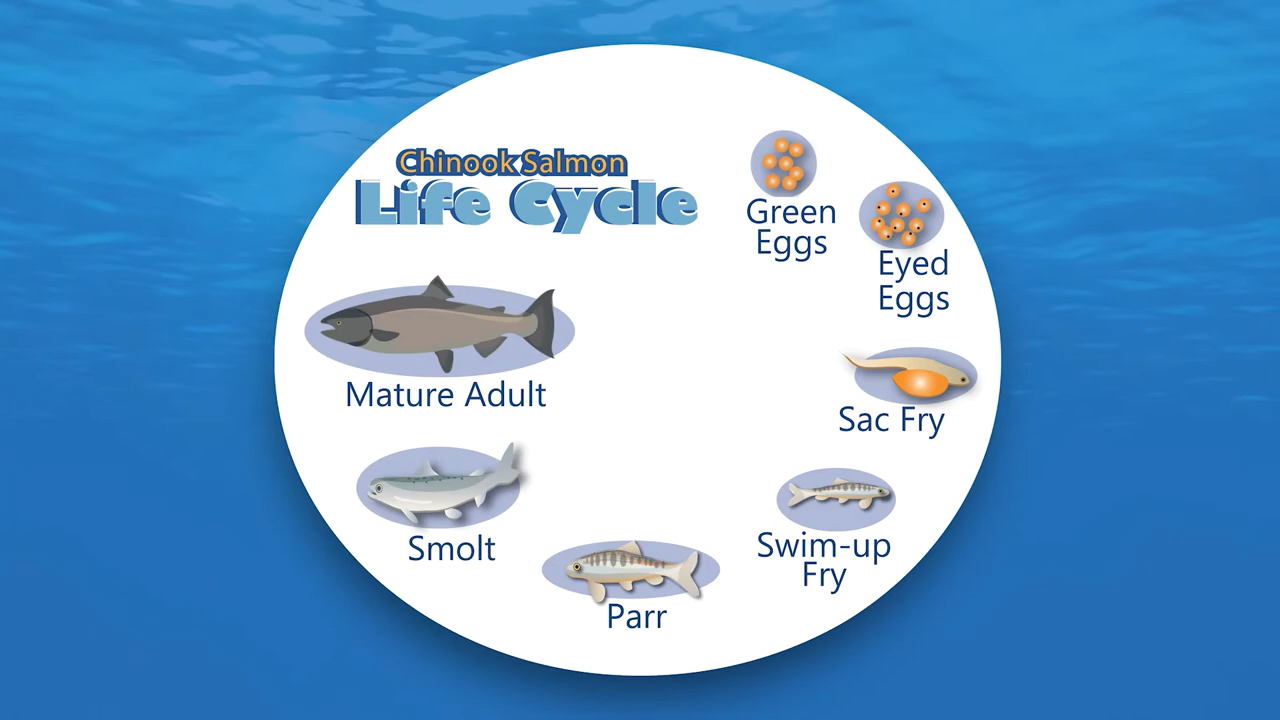 Chinook Salmon
Life Cycle
Green
Eggs
Eyed
Eggs
Sac Fry
Swim-up
Fry
Parr
Smolt
Mature Adult